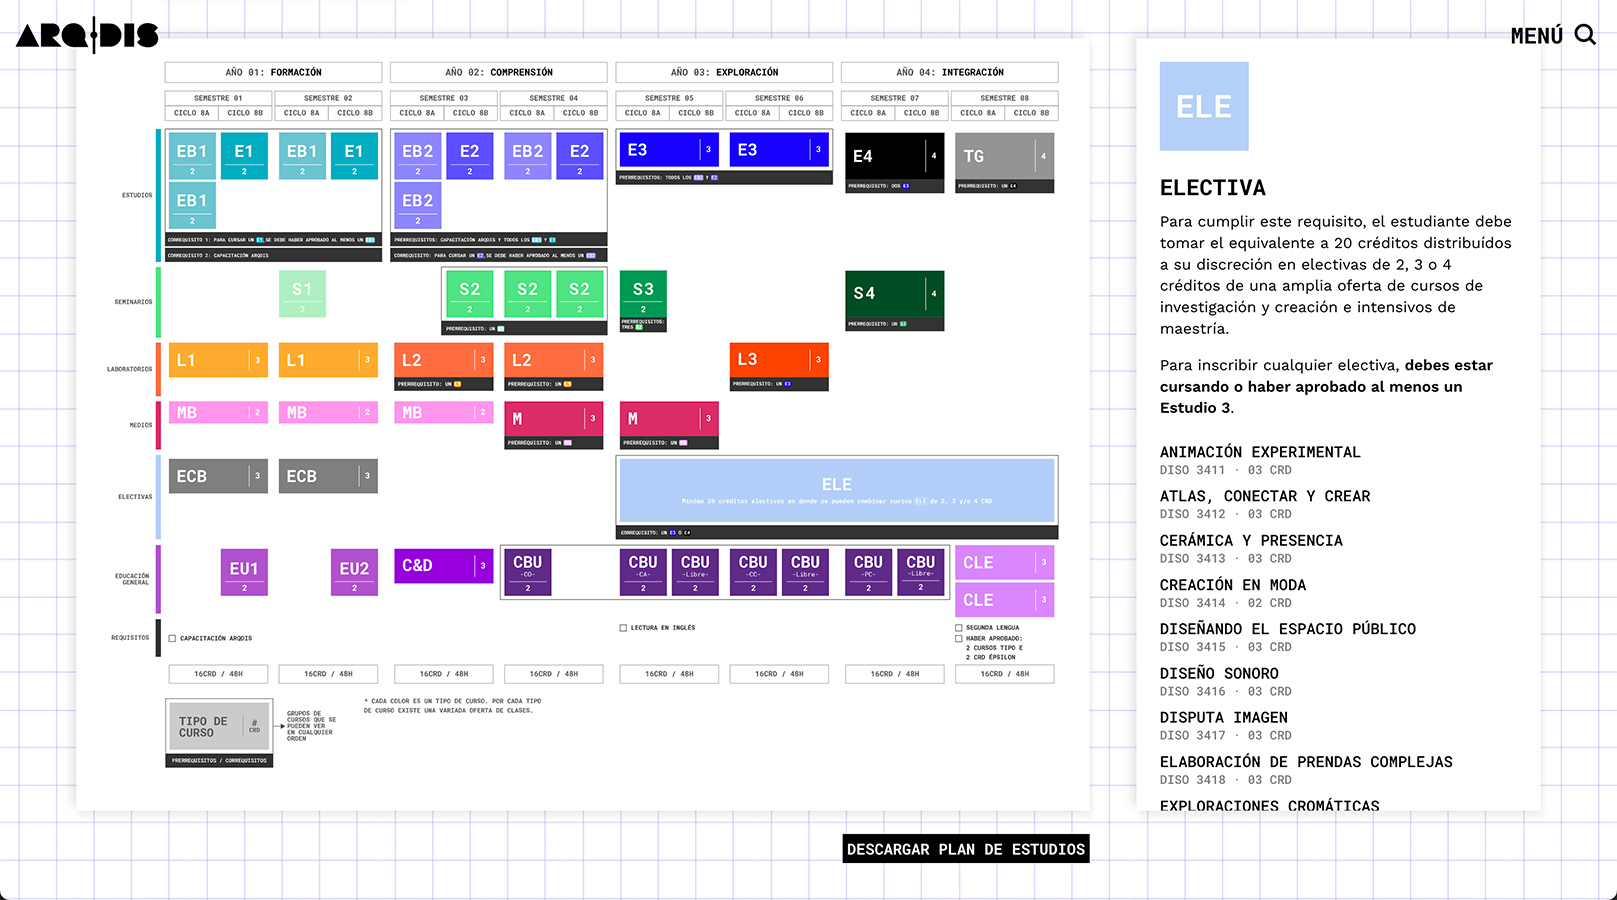 ARQDIS
MENÚ
AÑO 01: FORMACIÓN
AÑO 02: COMPRENSIÓN
AÑO 03: EXPLORACIÓN
AÑO 04: INTEGRACIÓN
SEMESTRE 01
SEMESTRE 02
SEMESTRE 03
SEMESTRE 04
SEMESTRE 05
SEMESTRE 06
SEMESTRE 07
SEMESTRE 08
CICLO 8A
CICLO 8B
CICLO 8A
CICLO 8B
CICLO 8A
CICLO 8B
CICLO 8A
CICLO 8B
CICLO 8A
CICLO 8B
CICLO 8A
CICLO 8B
CICLO 8A
CICLO 8B
CICLO 8A
CICLO 8B
ESTUDIOS
EB1
2
E1
2
EB1
2
E1
2
EB1
2
CORREQUISITO 1: PARA CURSAR UN E1, SE DEBE HABER APROBADO AL MENOS UN EB1
CORREQUISITO 2: CAPACITACIÓN ARQDIS
EB2
2
E2
2
EB2
2
E2
2
EB2
2
PRERREQUISITOS: CAPACITACIÓN ARQDIS Y TODOS LOS EB1 Y E1
CORREQUISITO: PARA CURSAR UN E2, SE DEBE HABER APROBADO AL MENOS UN EB2
E3 3
E3 3
PRERREQUISITOS: TODOS LOS EB2 Y E2
E4 4
PRERREQUISITO: DOS E3
TG 4
PRERREQUISITO: UN E4
SEMINARIOS
S1
2
S2
2
S2
2
S2
2
PRERREQUISITO: UN S1
S3
2
PRERREQUISITOS:
TRES S2
S4 4
PRERREQUISITO: UN S3
LABORATORIOS
L1 3
L1 3
L2 3
PRERREQUISITO: UN L1
L2 3
PRERREQUISITO: UN L1
L3 3
PRERREQUISITO: UN E3
MEDIOS
MB 2
MB 2
MB 2
M 3
PRERREQUISITO: UN MB
M 3
PRERREQUISITO: UN MB
ELECTIVAS
ECB 3
ECB 3
ELE
Mínimo 20 créditos electivos en donde se pueden combinar cursos ELE de 2, 3 y/o 4 CRD
CORREQUISITO: UN E3 O E4
EDUCACIÓN
GENERAL
EU1
2
EU2
2
C&D 3
CBU
-CO-
2
CBU
-CA-
2
CBU
-Libre-
2
CBU
-CC-
2
CBU
-Libre-
2
CBU
-PC-
2
CBU
-Libre-
2
CLE 3
CLE 3
REQUISITOS
CAPACITACIÓN ARQDIS
LECTURA EN INGLÉS
SEGUNDA LENGUA
HABER APROBADO:
2 CURSOS TIPO E
2 CRD ÉPSILON
16CRD / 48H
16CRD / 48H
16CRD / 48H
16CRD / 48H
16CRD / 48H
16CRD / 48H
16CRD / 48H
16CRD / 48H
TIPO DE
CURSO
#
CRD
PRERREQUISITOS / CORREQUISITOS
GRUPOS DE
CURSOS QUE SE
PUEDEN VER
EN CUALQUIER
ORDEN
* CADA COLOR ES UN TIPO DE CURSO. POR CADA TIPO
DE CURSO EXISTE UNA VARIADA OFERTA DE CLASES.
DESCARGAR PLAN DE ESTUDIOS
ELE
ELECTIVA
Para cumplir este requisito, el estudiante debe
tomar el equivalente a 20 créditos distribuídos
a su discreción en electivas de 2, 3 o 4
créditos de una amplia oferta de cursos de
investigación y creación e intensivos de
maestría.
Para inscribir cualquier electiva, debes estar
cursando o haber aprobado al menos un
Estudio 3.
ANIMACIÓN EXPERIMENTAL
DISO 3411 · 03 CRD
ATLAS, CONECTAR Y CREAR
DISO 3412 · 03 CRD
CERÁMICA Y PRESENCIA
DISO 3413 · 03 CRD
CREACIÓN EN MODA
DISO 3414 · 02 CRD
DISEÑANDO EL ESPACIO PÚBLICO
DISO 3415 · 03 CRD
DISEÑO SONORO
DISO 3416 · 03 CRD
DISPUTA IMAGEN
DISO 3417 · 03 CRD
ELABORACIÓN DE PRENDAS COMPLEJAS
DISO 3418 · 03 CRD
EXPLORACIONES CROMÁTICAS